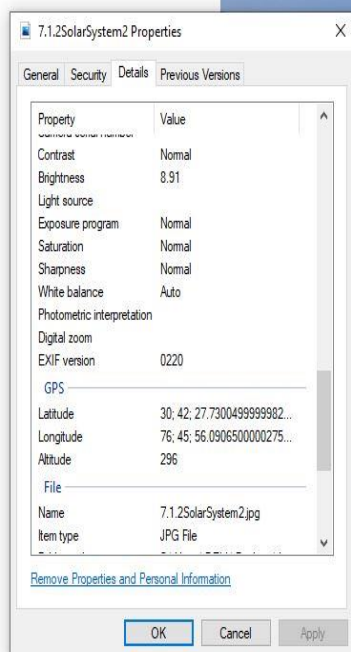 7.1.2SolarSystem2 Properties
General Security Details Previous Versions
Property Value
Contrast Normal
Brightness 8.91
Light source
Exposure program Normal
Saturation Normal
Sharpness Normal
White balance Auto
Photometric interpretation
Digital zoom
EXIF version 0220
GPS
Latitude 30; 42; 27.7300499999982...
Longitude 76; 45; 56.0906500000275...
Altitude 296
File
Name 7.1.2SolarSystem2.jpg
Item type JPG File
Remove Properties and Personal Information
OK Cancel Apply